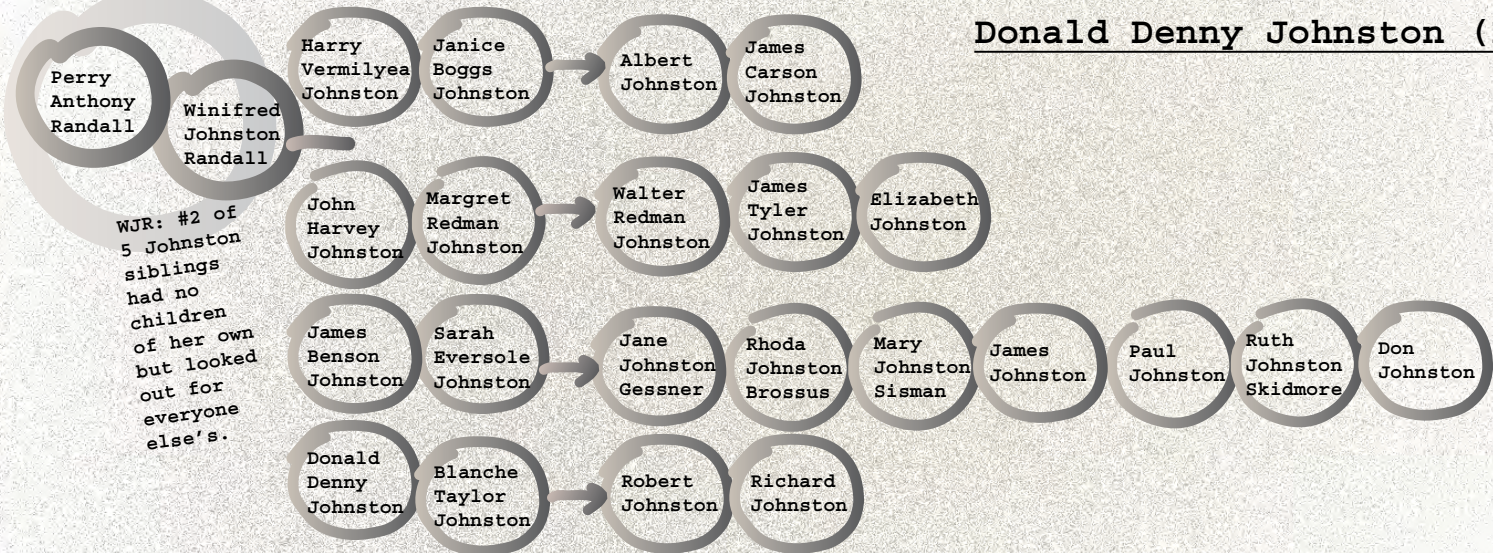 Donald Denny Johnston (
Perry
Anthony
Randall
Winifred
Johnston
Randall
WJR: #2 of
5 Johnston
siblings
had no
children
of her own
but looked
out for
everyone
else's.
Harry
Vermilyea
Johnston
Janice
Boggs
Johnston
Albert
Johnston
James
Carson
Johnston
John
Harvey
Johnston
Margret
Redman
Johnston
Walter
Redman
Johnston
James
Tyler
Johnston
Elizabeth
Johnston
James
Benson
Johnston
Sarah
Eversole
Johnston
Jane
Johnston
Gessner
Rhoda
Johnston
Brossus
Mary
Johnston
Sisman
James
Johnston
Paul
Johnston
Ruth
Johnston
Skidmore
Don
Johnston
Donald
Denny
Johnston
Blanche
Taylor
Johnston
Robert
Johnston
Richard
Johnston